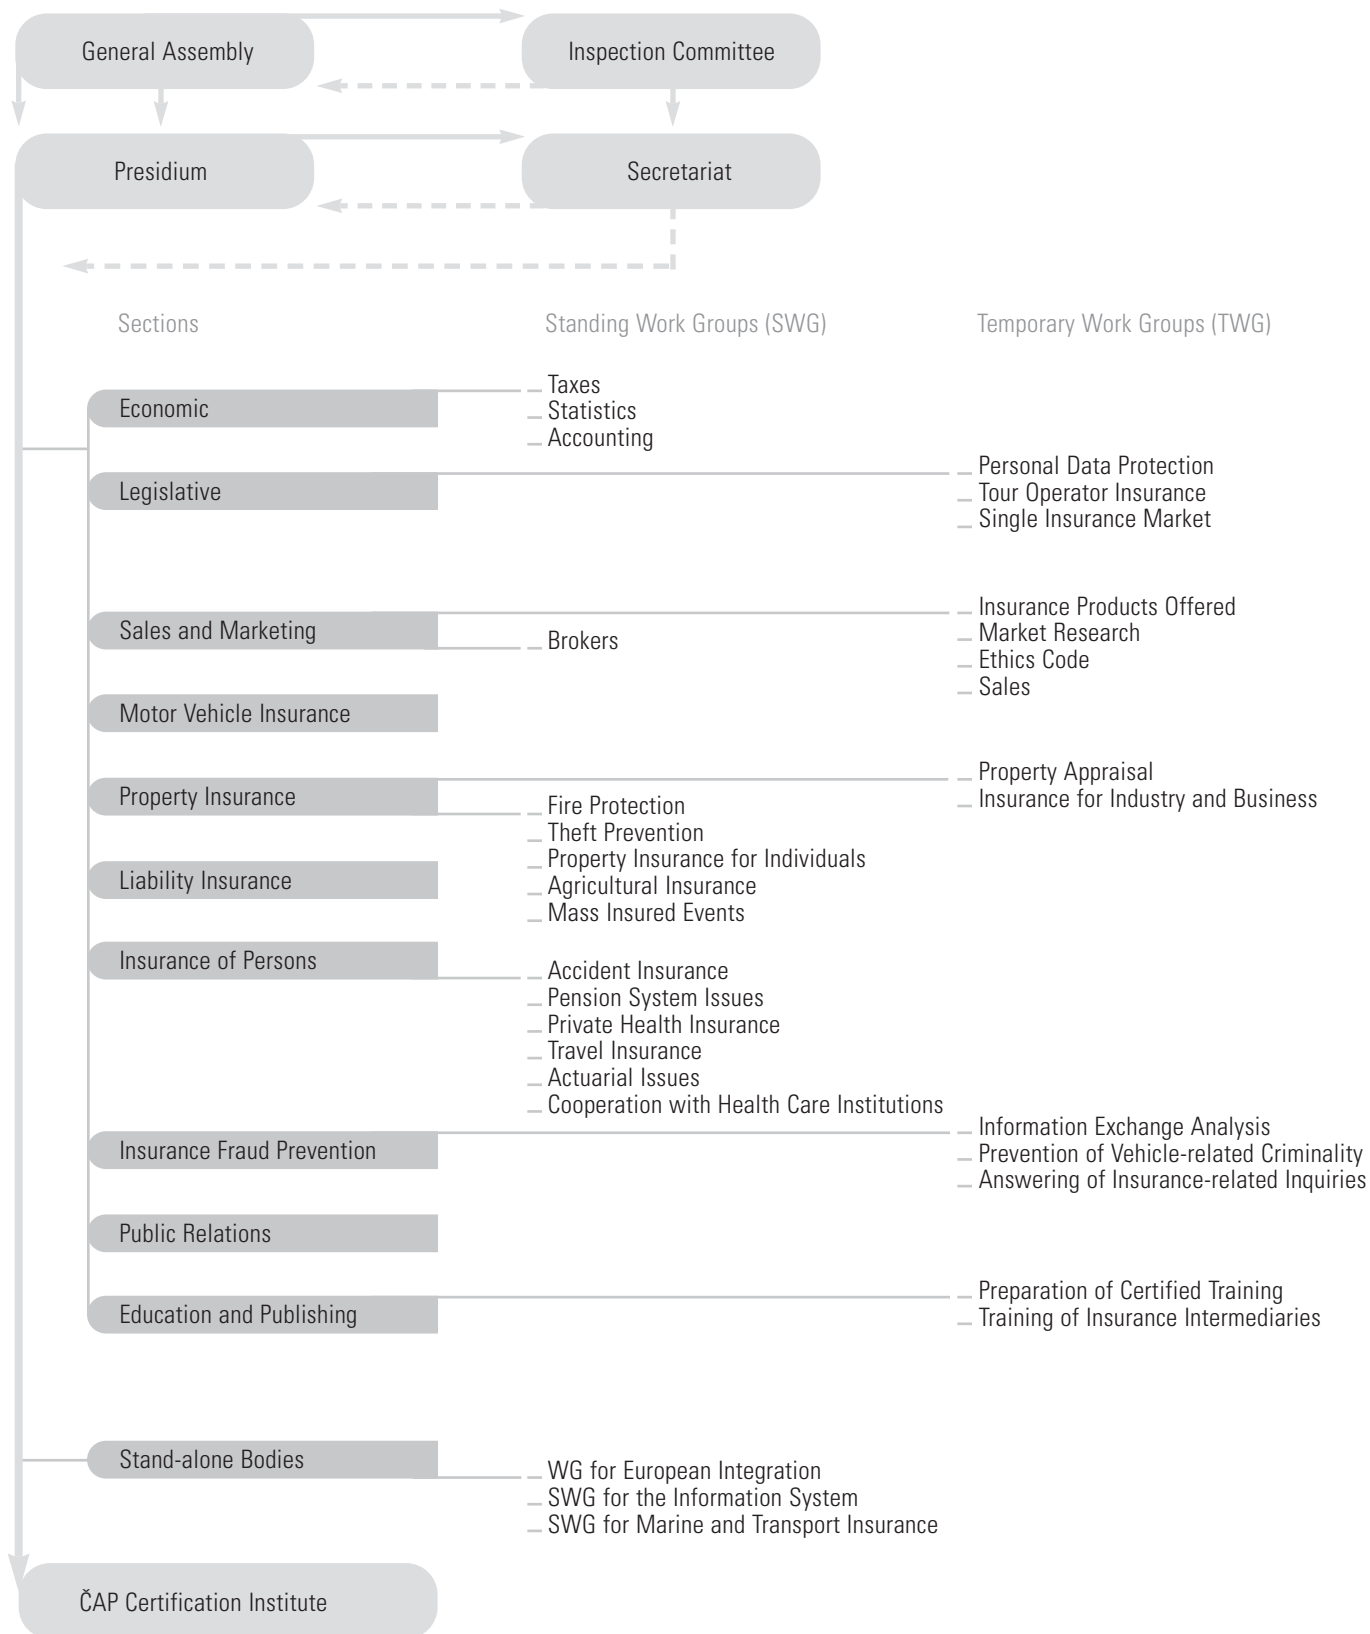 General Assembly
Inspection Committee
Presidium
Secretariat
Sections
Standing Work Groups (SWG)
Temporary Work Groups (TWG)
Economic
Taxes
Statistics
Accounting
Legislative
Personal Data Protection
Tour Operator Insurance
Single Insurance Market
Sales and Marketing
Brokers
Insurance Products Offered
Market Research
Ethics Code
Sales
Motor Vehicle Insurance
Property Insurance
Fire Protection
Theft Prevention
Property Insurance for Individuals
Agricultural Insurance
Mass Insured Events
Property Appraisal
Insurance for Industry and Business
Liability Insurance
Insurance of Persons
Accident Insurance
Pension System Issues
Private Health Insurance
Travel Insurance
Actuarial Issues
Cooperation with Health Care Institutions
Insurance Fraud Prevention
Information Exchange Analysis
Prevention of Vehicle-related Criminality
Answering of Insurance-related Inquiries
Public Relations
Education and Publishing
Preparation of Certified Training
Training of Insurance Intermediaries
Stand-alone Bodies
WG for European Integration
SWG for the Information System
SWG for Marine and Transport Insurance
ČAP Certification Institute